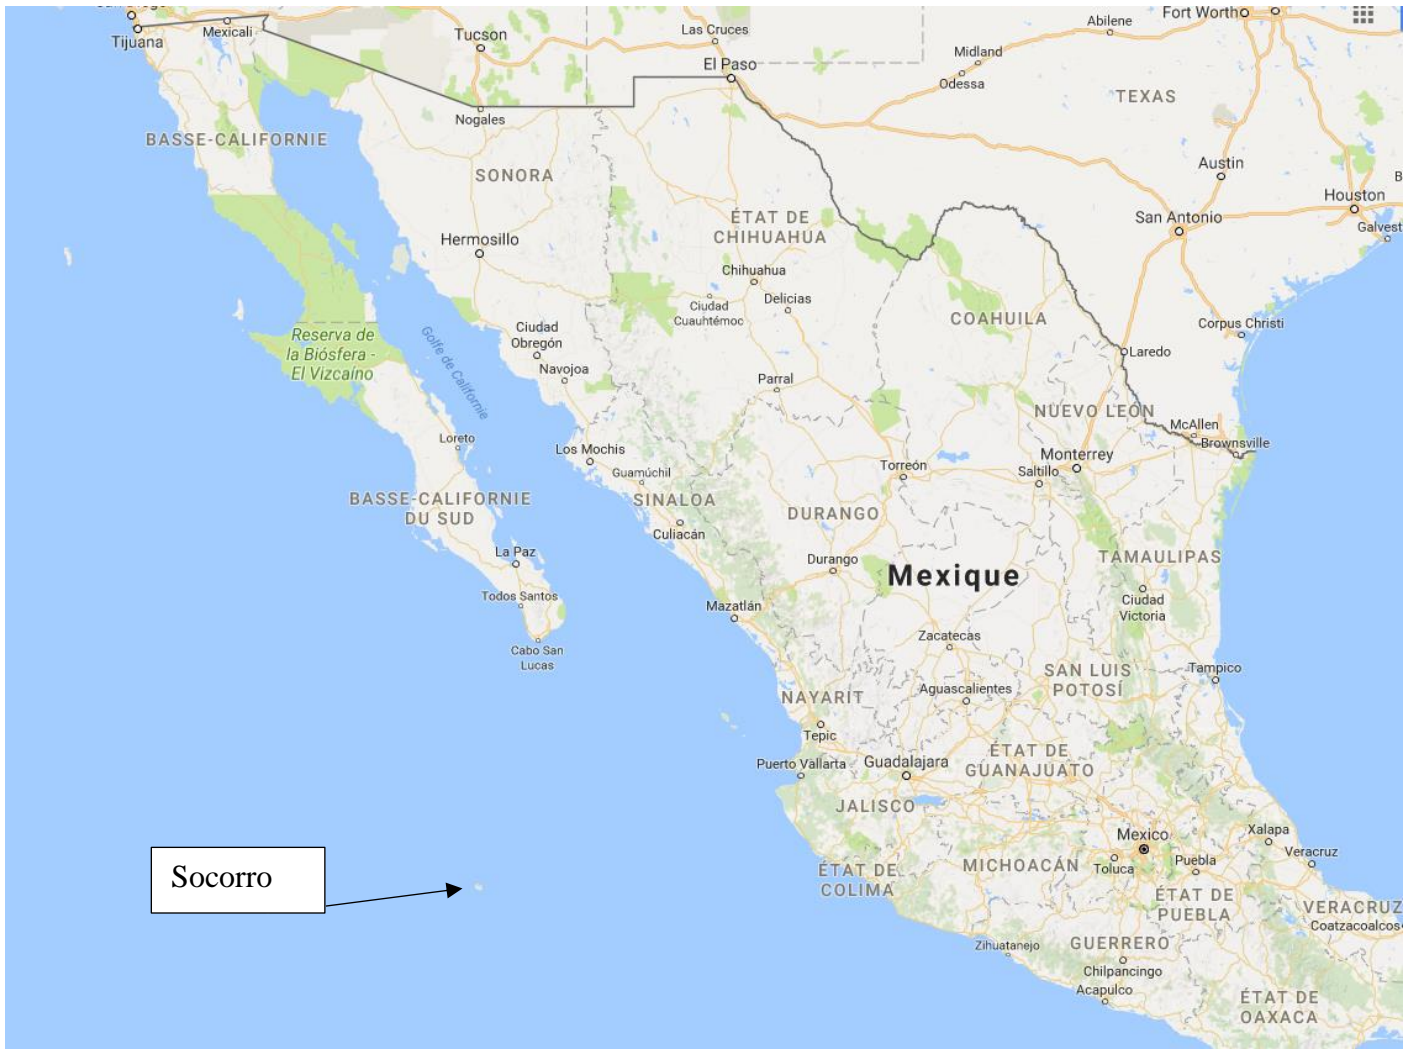 Tijuana
Mexicali
Tucson
Las Cruces
El Paso
Abilene
Fort Worth
Midland
Odessa
TEXAS
Nogales
BASSE-CALIFORNIE
SONORA
Austin
Houston
San Antonio
Galvest
ÉTAT DE
CHIHUAHUA
Hermosillo
Chihuahua
Ciudad
Cuauhtémoc
Delicias
COAHUILA
Corpus Christi
Ciudad
Obregón
Navojoa
Reserva de
la Biósfera -
El Vizcaíno
Golfe de Californie
Laredo
Parral
NUEVO LEÓN
McAllen
Brownsville
Loreto
Los Mochis
Guamúchil
Torreón
Saltillo
Monterrey
BASSE-CALIFORNIE
DU SUD
SINALOA
Culiacán
DURANGO
La Paz
Durango
Mexique
TAMAULIPAS
Todos Santos
Mazatlán
Ciudad
Victoria
Cabo San
Lucas
Zacatecas
SAN LUIS
POTOSÍ
Tampico
NAYARIT
Aguascalientes
Tepic
Puerto Vallarta
Guadalajara
ÉTAT DE
GUANAJUATO
JALISCO
Mexico
Xalapa
Veracruz
Socorro
ÉTAT DE
COLIMA
MICHOACÁN
Toluca
Puebla
ÉTAT DE
PUEBLA
VERACRUZ
Coatzacoalcos
Zihuatanejo
GUERRERO
Chilpancingo
Acapulco
ÉTAT DE
OAXACA